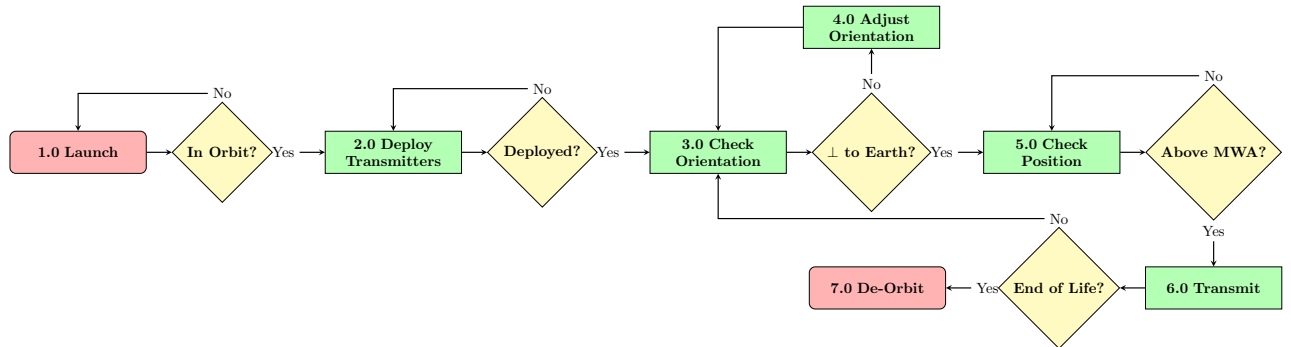 4.0 Adjust
Orientation
No
No
No
No
1.0 Launch
In Orbit?
Yes
2.0 Deploy
Transmitters
Deployed?
Yes
3.0 Check
Orientation
⊥ to Earth?
Yes
5.0 Check
Position
Above MWA?
Yes
No
7.0 De-Orbit
Yes
End of Life?
6.0 Transmit